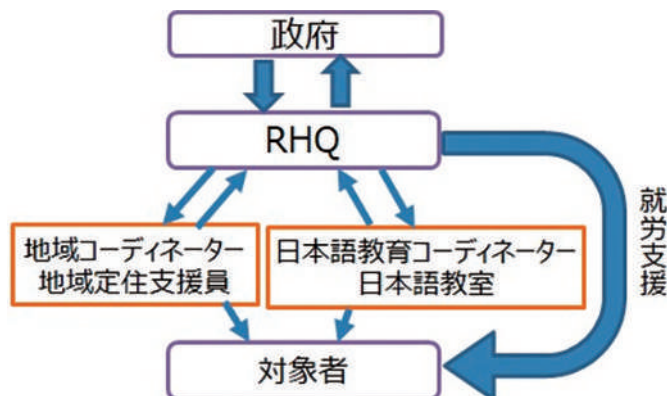 政府
RHQ
地域コーディネーター
地域定住支援員
日本語教育コーディネーター
日本語教室
就労支援
対象者